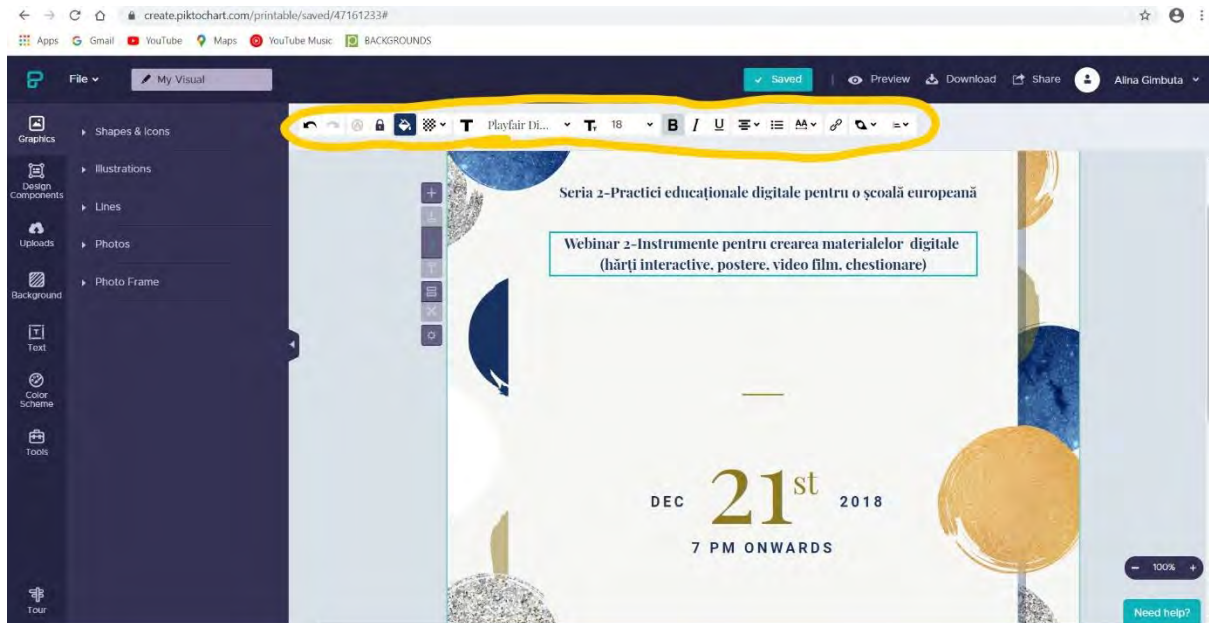 create.piktochart.com/printable/saved/47161233#
Apps Gmail YouTube Maps YouTube Music BACKGROUNDS
File My Visual Saved Preview Download Share Alina Gimbuta
Graphics
Design
Components
Uploads
Background
Text
Color
Scheme
Tools
Tour
Shapes & Icons
Illustrations
Lines
Photos
Photo Frame
T Playfair Di... Tт 18 B I U AA
Seria 2-Practici educaționale digitale pentru o școală europeană
Webinar 2-Instrumente pentru crearea materialelor digitale
(hărți interactive, postere, video film, chestionare)
DEC 21st 2018
7 PM ONWARDS
- 100% +
Need help?